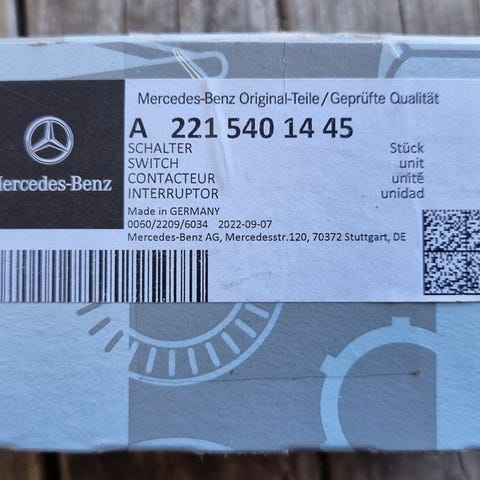 Mercedes-Benz Original-Teile/Geprüfte Qualität
A 221 540 14 45
SCHALTER Stück
SWITCH unit
CONTACTEUR unité
INTERRUPTOR unidad
Mercedes-Benz
Made in GERMANY
0060/2209/6034 2022-09-07
Mercedes-Benz AG, Mercedesstr.120, 70372 Stuttgart, DE